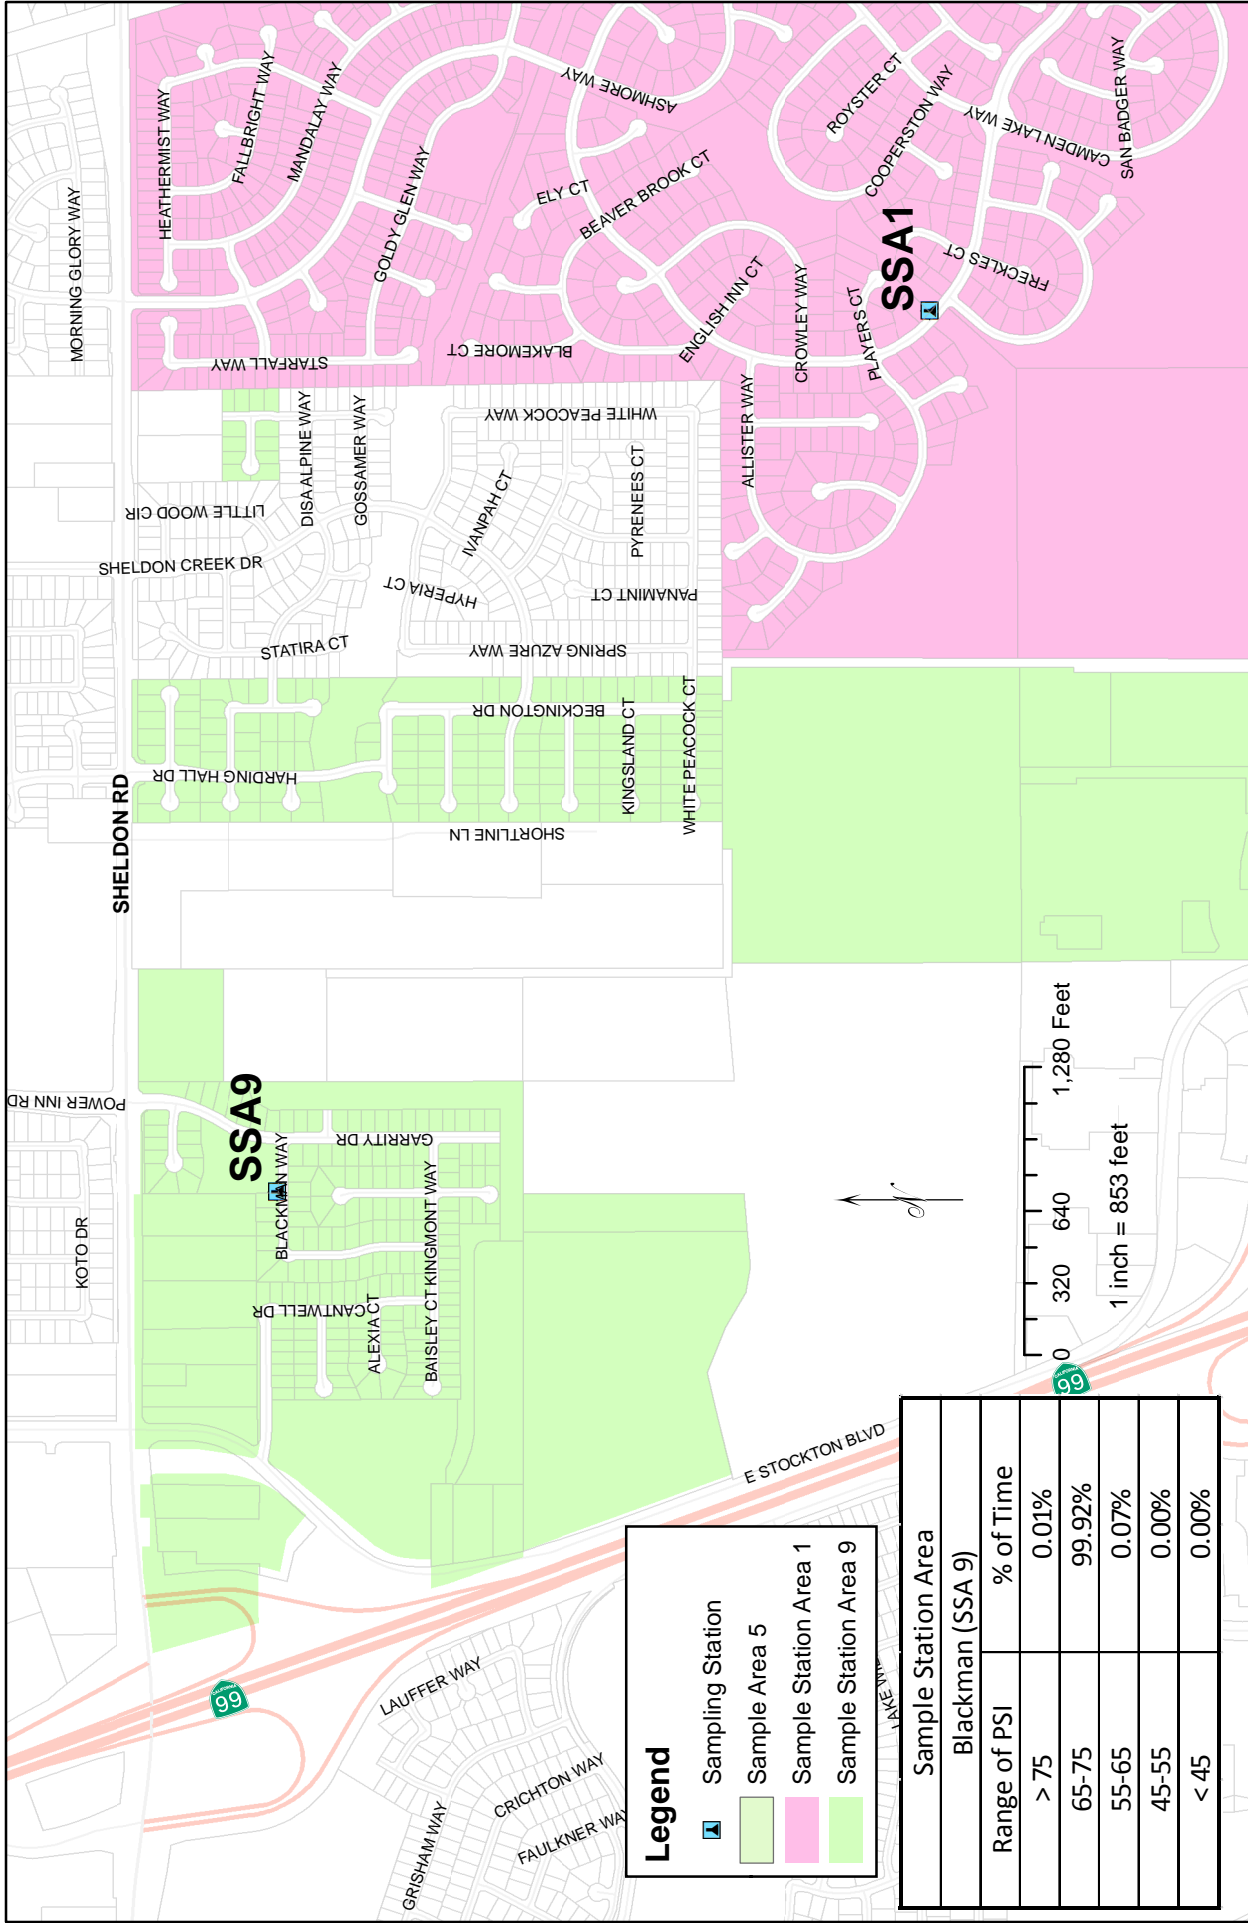 MORNING GLORY WAY
HEATHERMIST WAY
FALLBRIGHT WAY
MANDALAY WAY
GOLDY GLEN WAY
ASHMORE WAY
STARFALL WAY
ELY CT
BEAVER BROOK CT
BLAKEMORE CT
ENGLISH INN CT
CROWLEY WAY
PLAYERS CT
ALLISTER WAY
ROYSTER CT
COOPERSTON WAY
CAMDEN LAKE WAY
SAN BADGER WAY
FRECKLES CT
SSA1
WHITE PEACOCK WAY
DISA ALPINE WAY
GOSSAMER WAY
LITTLE WOOD CIR
SHELDON CREEK DR
IVANPAH CT
PYRENEES CT
HYPERIA CT
PANAMINT CT
STATIRA CT
SPRING AZURE WAY
BECKINGTON DR
HARDING HALL DR
KINGSLAND CT
WHITE PEACOCK CT
SHORTLINE LN
SHELDON RD
POWER INN RD
KOTO DR
SSA9
BLACKMAN WAY
GARRITY DR
CANTWELL DR
ALEXIA CT
BAISLEY CT
KINGMONT WAY
E STOCKTON BLVD
CALIFORNIA
99
CALIFORNIA
99
LAUFFER WAY
GRISHAM WAY
CRICHTON WAY
FAULKNER WAY
N
0 320 640 1,280 Feet
1 inch = 853 feet
Legend
Sampling Station
Sample Area 5
Sample Station Area 1
Sample Station Area 9
Sample Station Area
Blackman (SSA 9)
Range of PSI % of Time
> 75 0.01%
65-75 99.92%
55-65 0.07%
45-55 0.00%
< 45 0.00%